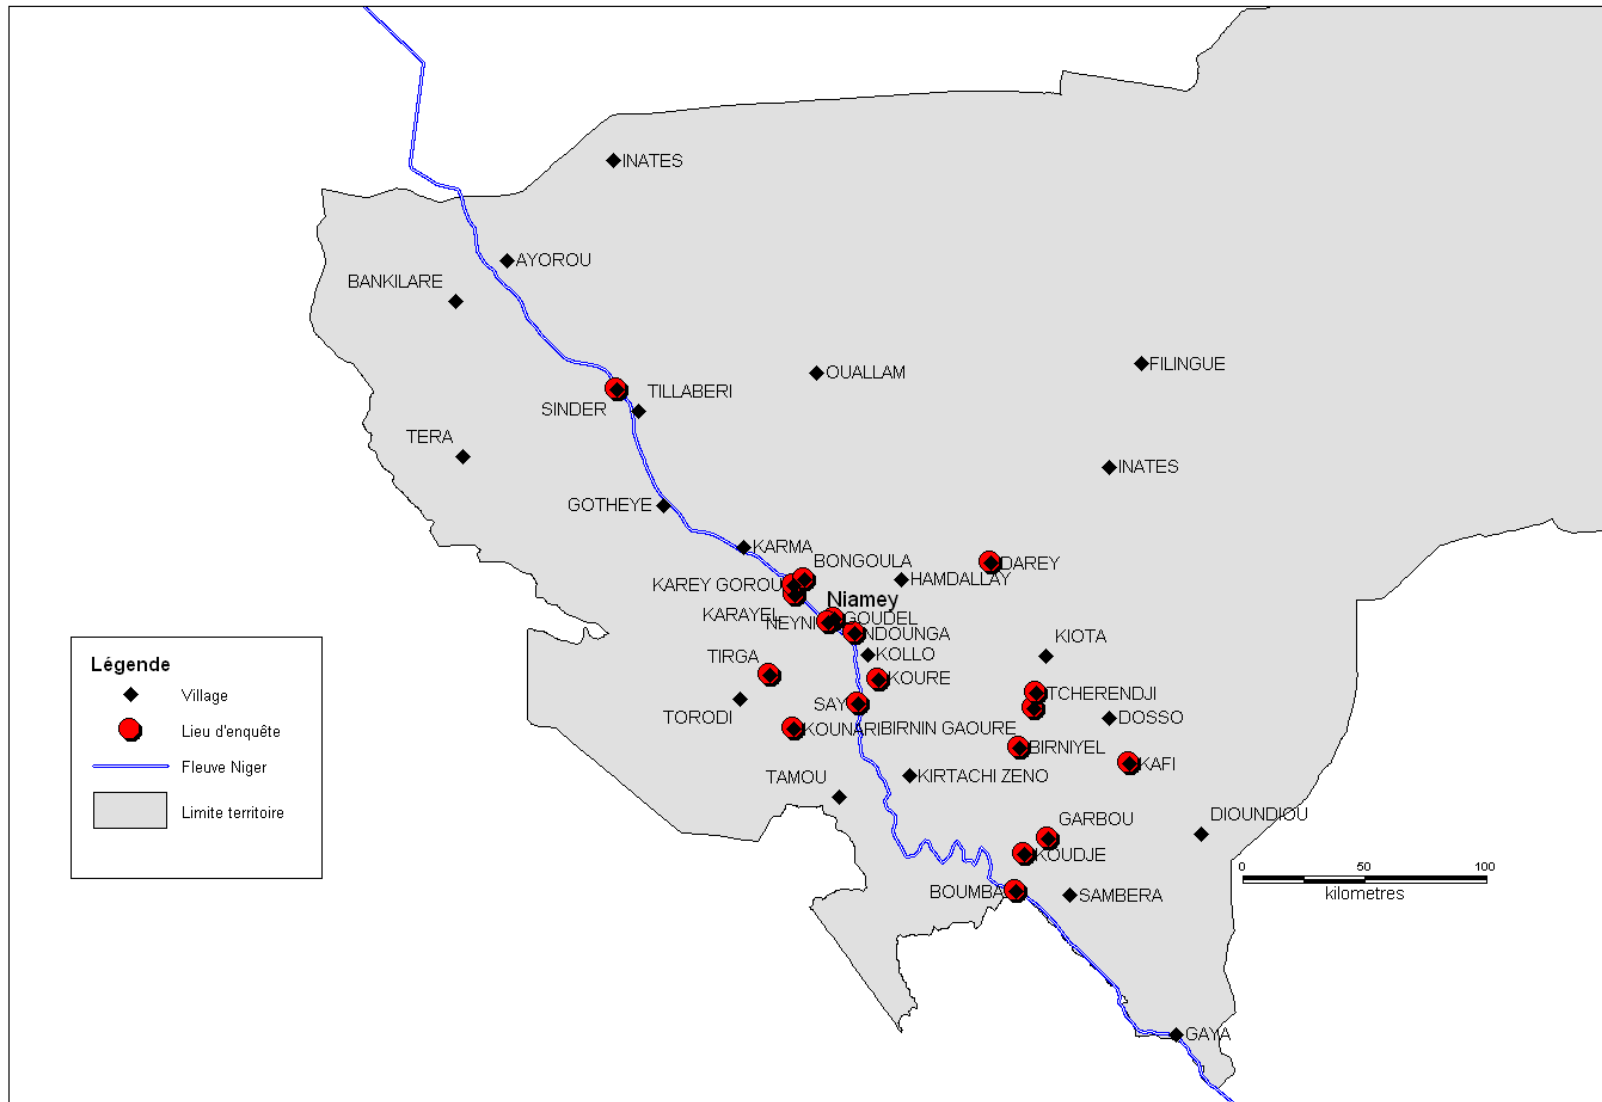 INATES
AYOROU
BANKILARE
FILINGUE
OUALLAM
TILLABERI
SINDER
TERA
INATES
GOTHEYE
KARMA
BONGOULA
DAREY
HAMDALLAY
KAREY GOROU
Niamey
KARAYEL
GOUDEL
NEYNI
NDOUNGA
KIOTA
KOLLO
TIRGA
KOURE
TCHERENDJI
SAY
TORODI
DOSSO
KOUNARI
BIRNIN GAOURE
BIRNIYEL
KAFI
TAMOU
KIRTACHI ZENO
GARBOU
DIOUNDIOU
KOUDJE
BOUMBA
SAMBERA
GAYA
Légende
Village
Lieu d'enquête
Fleuve Niger
Limite territoire
0 50 100
kilometres